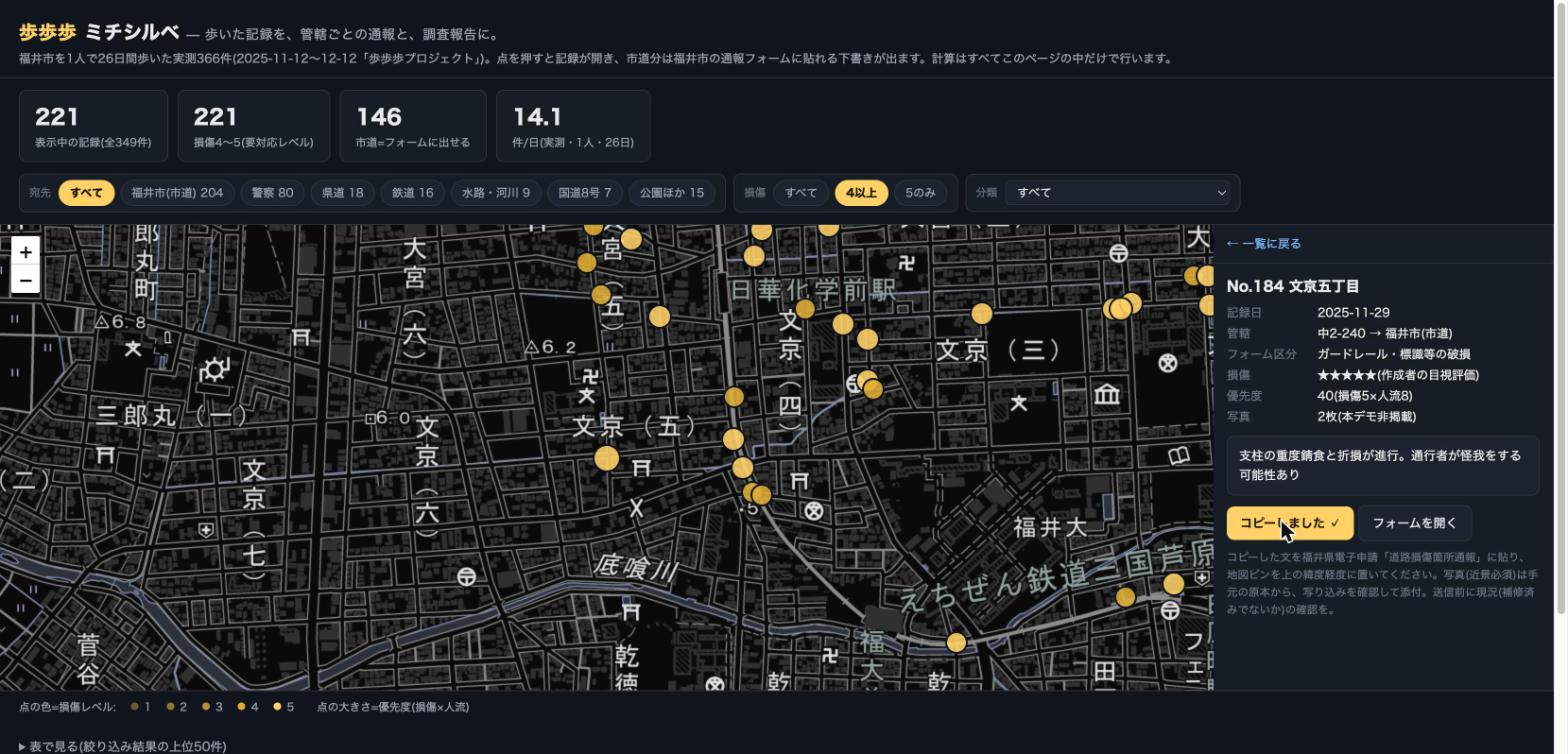 歩歩歩 ミチシルベ — 歩いた記録を、管轄ごとの通報と、調査報告に。
福井市を1人で26日間歩いた実測366件(2025-11-12〜12-12「歩歩歩プロジェクト」)。点を押すと記録が開き、市道分は福井市の通報フォームに貼れる下書きが出ます。計算はすべてこのページの中だけで行います。
221
表示中の記録(全349件)
221
損傷4〜5(要対応レベル)
146
市道=フォームに出せる
14.1
件/日(実測・1人・26日)
宛先 すべて 福井市(市道) 204 警察 80 県道 18 鉄道 16 水路・河川 9 国道8号 7 公園ほか 15
損傷 すべて 4以上 5のみ
分類 すべて
+
−
郎丸町
大宮(六)
宮(五)
日華化学前駅
△6.8
△6.2
文京(四)
文京(三)
三郎丸(一)
□6.0
文京(六)
文京(五)
(二)
文京(七)
福井大
底喰川
えちぜん鉄道三国芦原
菅谷
乾徳
福大
乾
乾
田
フェ
大
← 一覧に戻る
No.184 文京五丁目
記録日 2025-11-29
管轄 中2-240 → 福井市(市道)
フォーム区分 ガードレール・標識等の破損
損傷 ★★★★★(作成者の目視評価)
優先度 40(損傷5×人流8)
写真 2枚(本デモ非掲載)
支柱の重度錆食と折損が進行。通行者が怪我をする
可能性あり
コピーしました ✓
フォームを開く
コピーした文を福井県電子申請「道路損傷箇所通報」に貼り、
地図ピンを上の緯度経度に置いてください。写真(近景必須)は手
元の原本から、写り込みを確認して添付。送信前に現況(補修済
みでないか)の確認を。
点の色=損傷レベル: 1 2 3 4 5 点の大きさ=優先度(損傷×人流)
▶ 表で見る(絞り込み結果の上位50件)